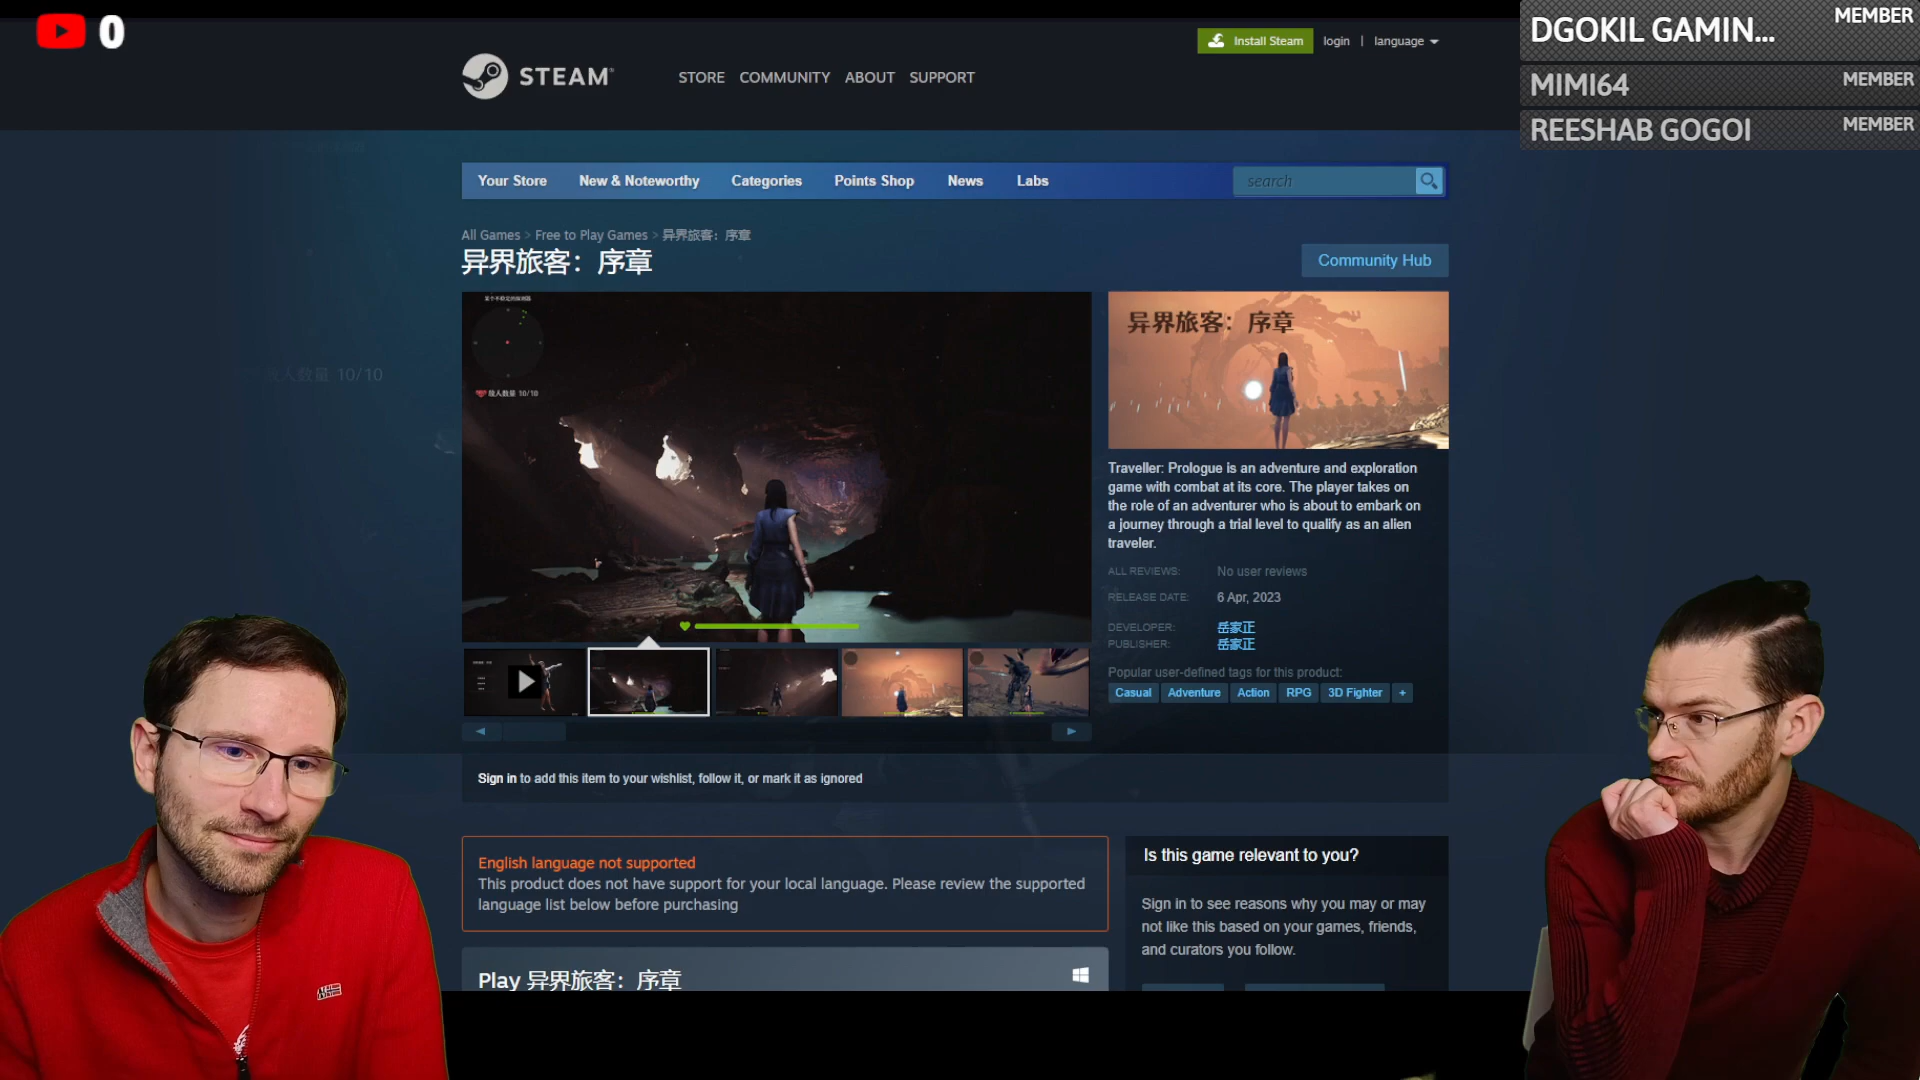 0
DGOKIL GAMIN... MEMBER
MIMI64 MEMBER
REESHAB GOGOI MEMBER
Install Steam login | language
STEAM STORE COMMUNITY ABOUT SUPPORT
Your Store New & Noteworthy Categories Points Shop News Labs search
All Games > Free to Play Games > 异界旅客：序章
异界旅客：序章
Community Hub
敌人数量 10/10
异界旅客：序章
Traveller: Prologue is an adventure and exploration
game with combat at its core. The player takes on
the role of an adventurer who is about to embark on
a journey through a trial level to qualify as an alien
traveler.
ALL REVIEWS: No user reviews
RELEASE DATE: 6 Apr, 2023
DEVELOPER: 岳家正
PUBLISHER: 岳家正
Popular user-defined tags for this product:
Casual Adventure Action RPG 3D Fighter +
Sign in to add this item to your wishlist, follow it, or mark it as ignored
English language not supported
This product does not have support for your local language. Please review the supported
language list below before purchasing
Is this game relevant to you?
Sign in to see reasons why you may or may
not like this based on your games, friends,
and curators you follow.
Play 异界旅客：序章